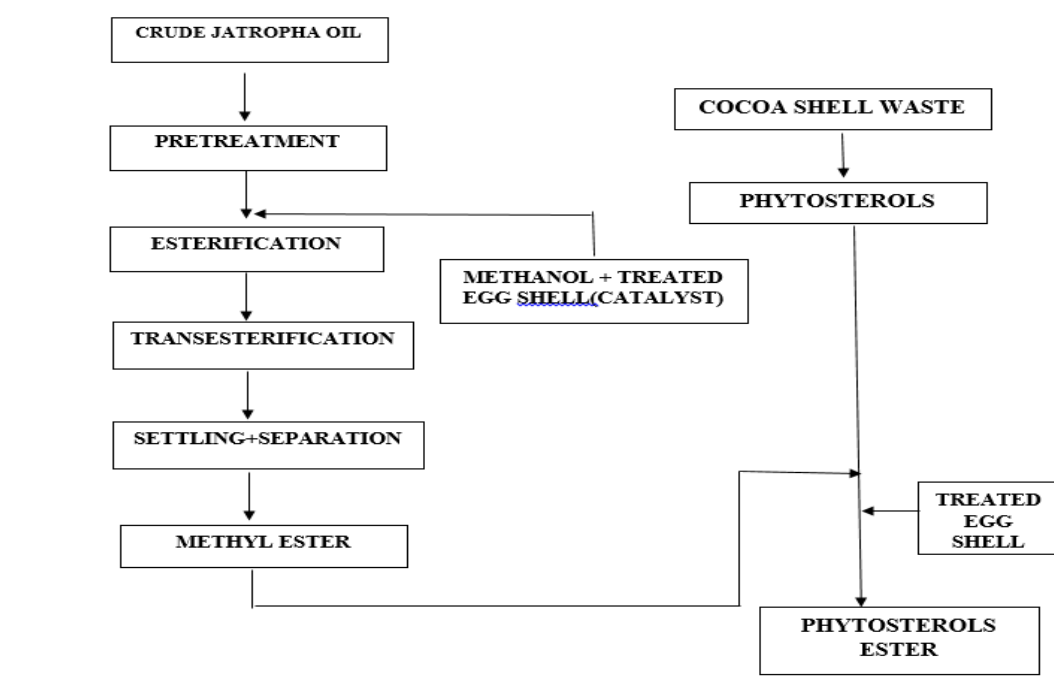 CRUDE JATROPHA OIL
PRETREATMENT
ESTERIFICATION
TRANSESTERIFICATION
SETTLING+SEPARATION
METHYL ESTER
METHANOL + TREATED
EGG SHELL(CATALYST)
COCOA SHELL WASTE
PHYTOSTEROLS
TREATED
EGG
SHELL
PHYTOSTEROLS
ESTER